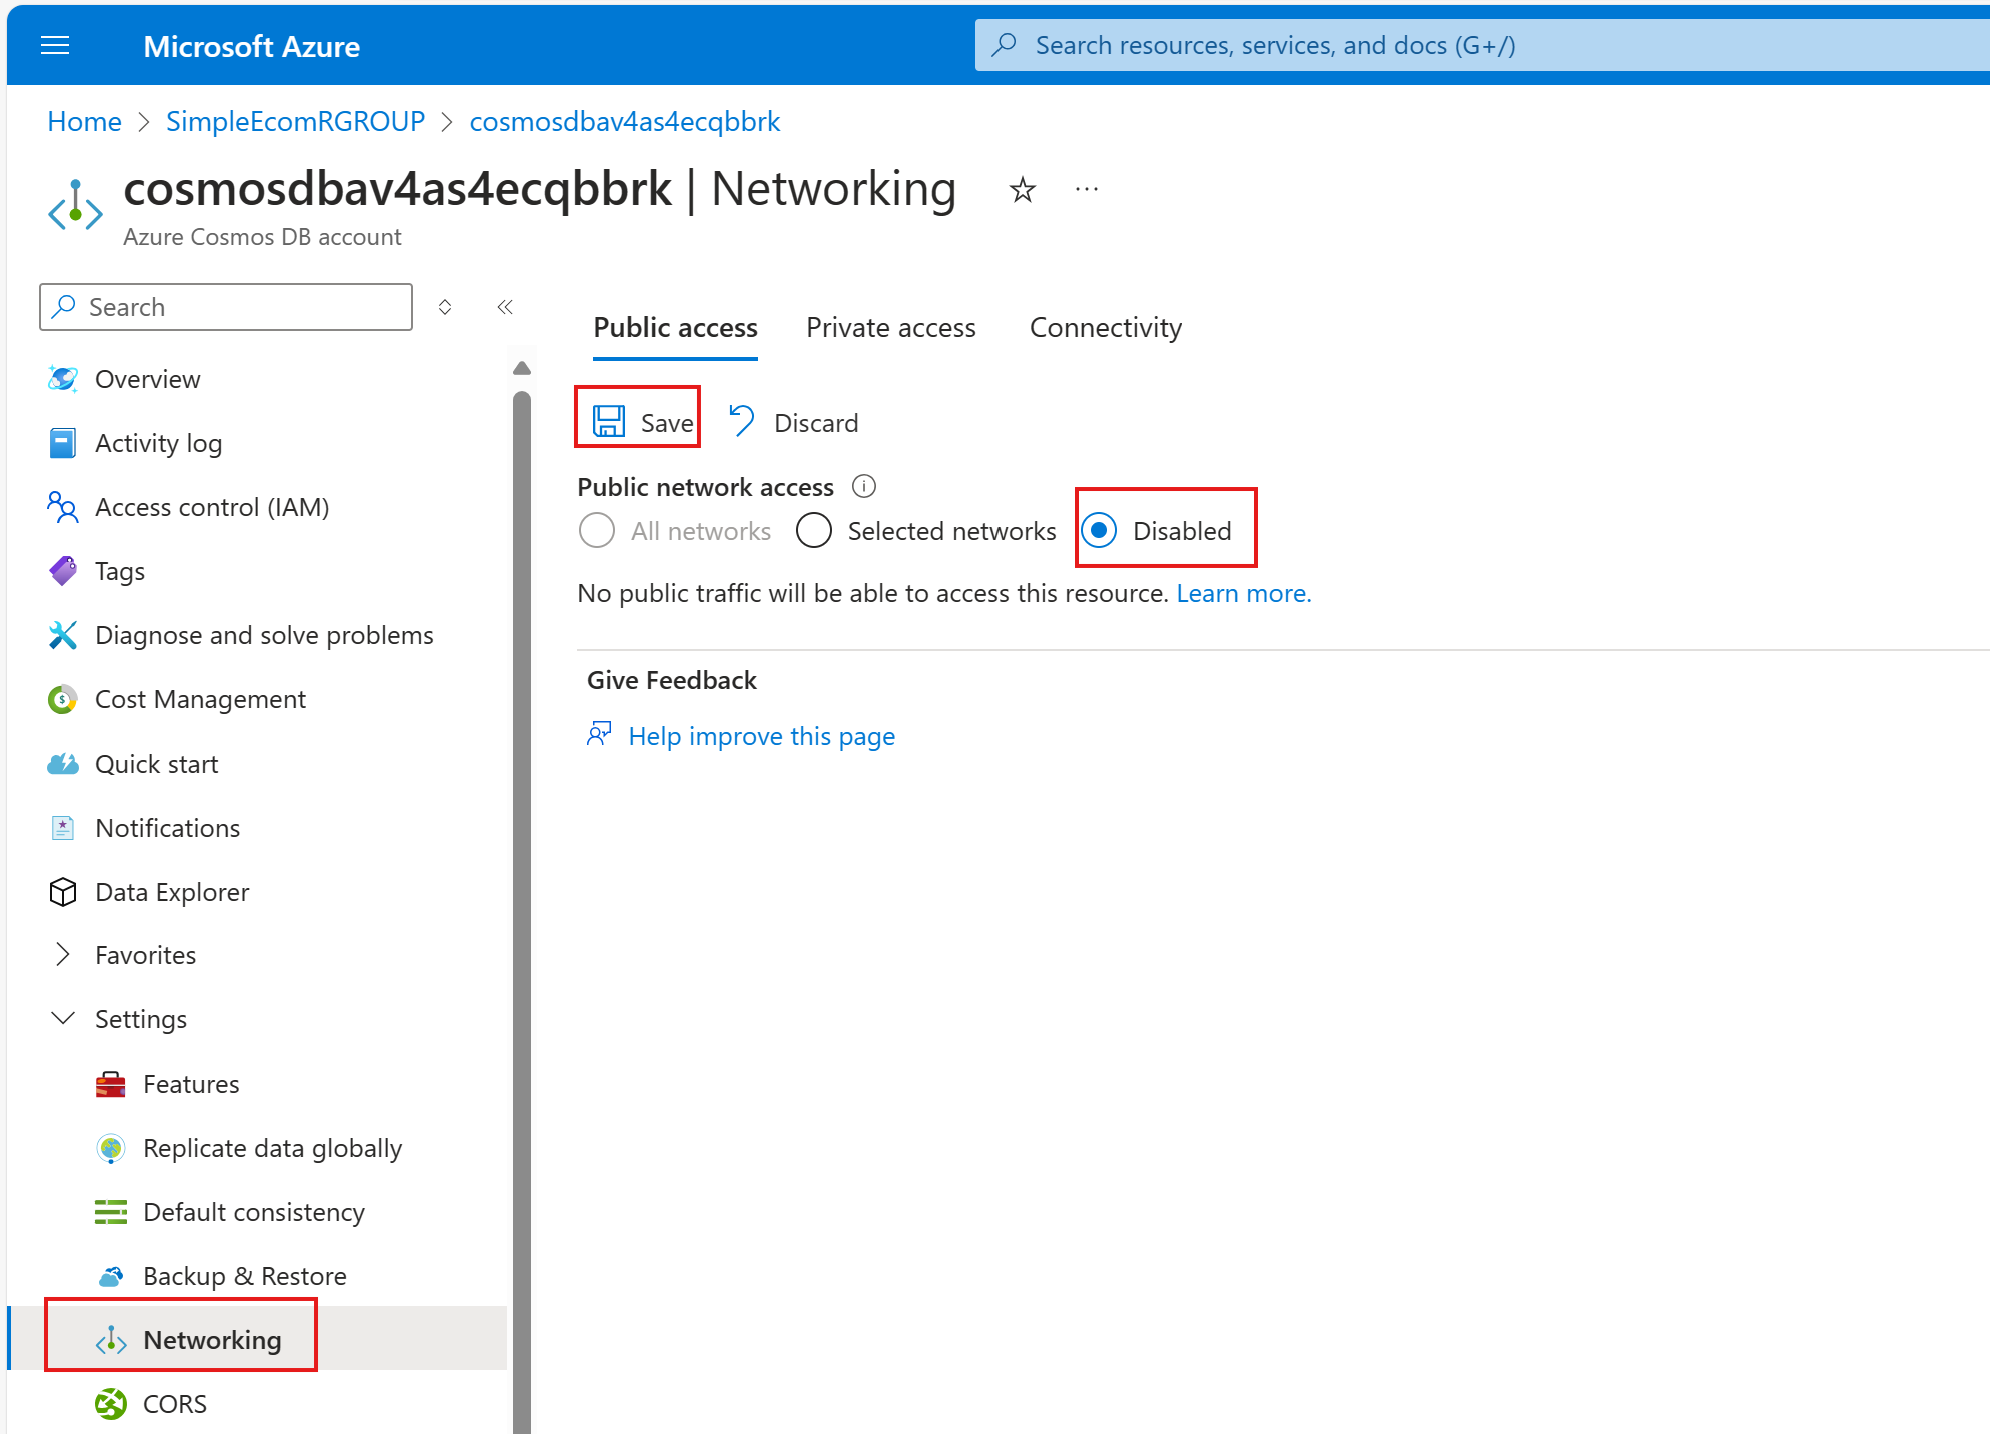 Microsoft Azure
Search resources, services, and docs (G+/)
Home > SimpleEcomRGROUP > cosmosdbav4as4ecqbbrk
cosmosdbav4as4ecqbbrk | Networking
Azure Cosmos DB account
Search
Overview
Activity log
Access control (IAM)
Tags
Diagnose and solve problems
Cost Management
Quick start
Notifications
Data Explorer
Favorites
Settings
Features
Replicate data globally
Default consistency
Backup & Restore
Networking
CORS
Public access Private access Connectivity
Save Discard
Public network access
All networks Selected networks Disabled
No public traffic will be able to access this resource. Learn more.
Give Feedback
Help improve this page